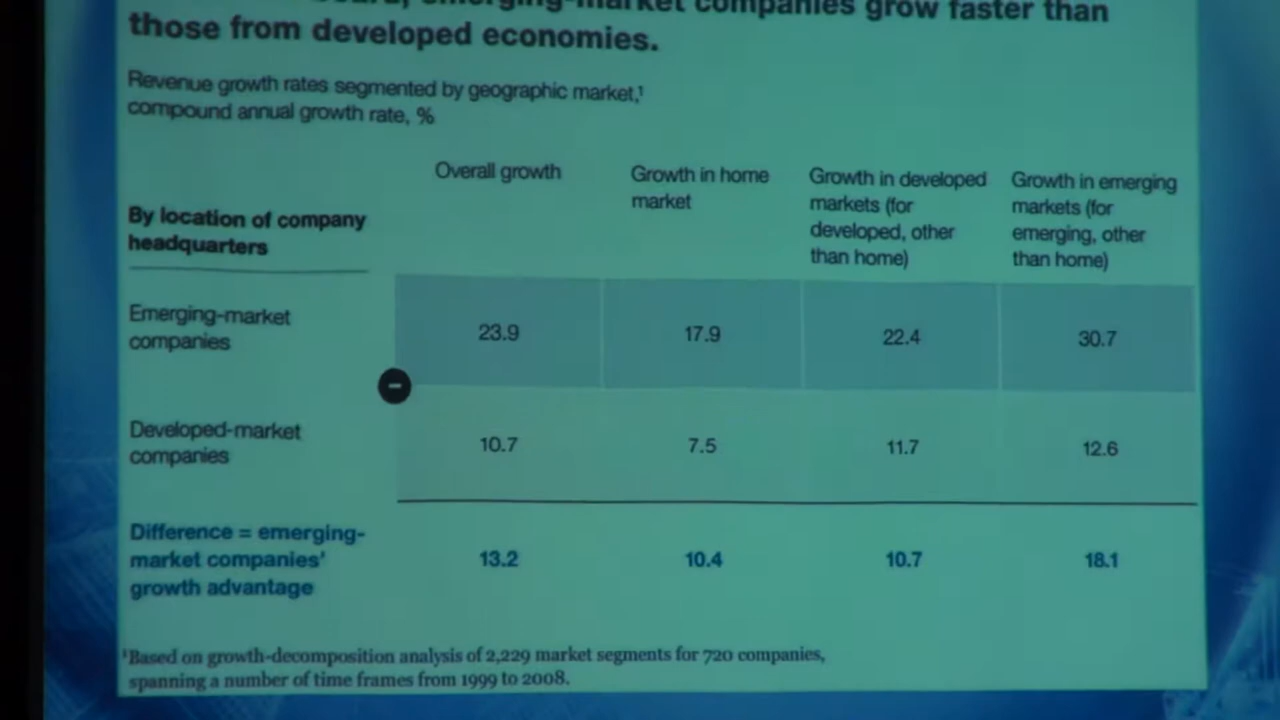 companies grow faster than
those from developed economies.
Revenue growth rates segmented by geographic market,¹
compound annual growth rate, %
Overall growth
Growth in home
market
Growth in developed
markets (for
developed, other
than home)
Growth in emerging
markets (for
emerging, other
than home)
By location of company
headquarters
Emerging-market
companies
23.9 17.9 22.4 30.7
Developed-market
companies
10.7 7.5 11.7 12.6
Difference = emerging-
market companies'
growth advantage
13.2 10.4 10.7 18.1
¹Based on growth-decomposition analysis of 2,229 market segments for 720 companies,
spanning a number of time frames from 1999 to 2008.